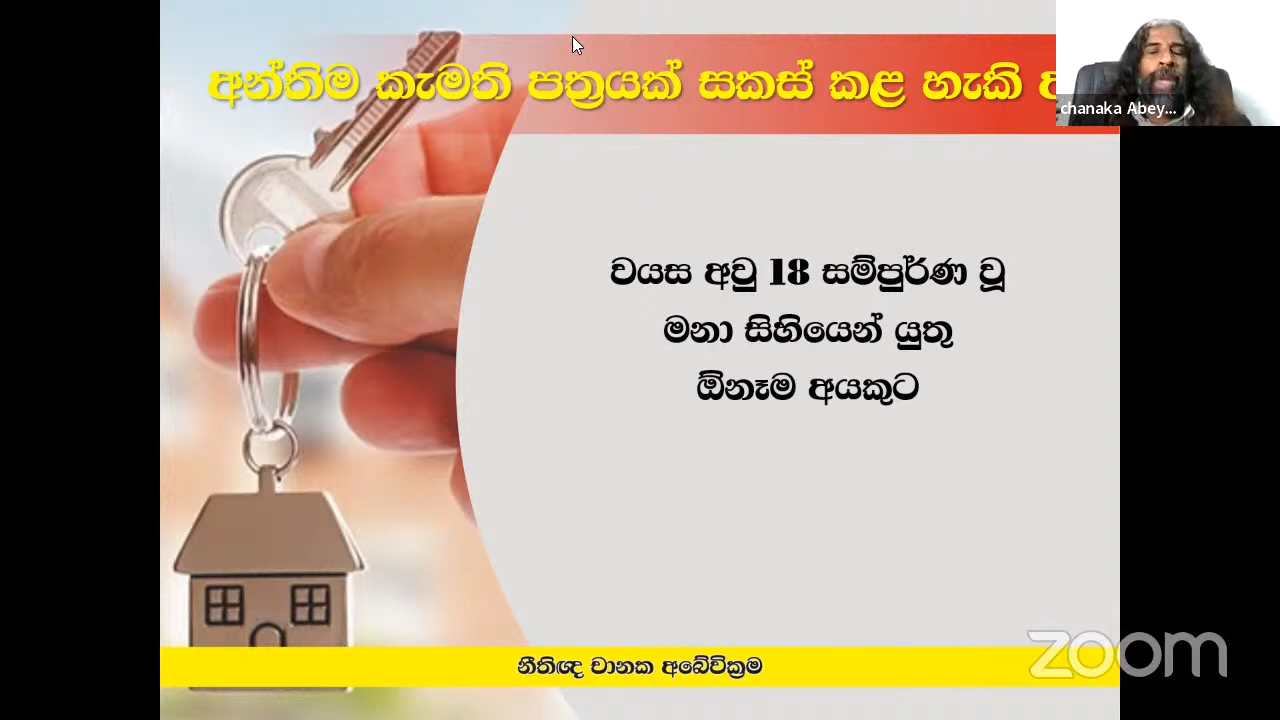 අන්තිම කැමති පත්‍රයක් සකස් කළ හැකි
chanaka Abey...
වයස අවු 18 සම්පුර්ණ වූ
මනා සිහියෙන් යුතු
ඕනෑම අයකුට
නීතිඥ චානක අබේවික්‍රම
zoom